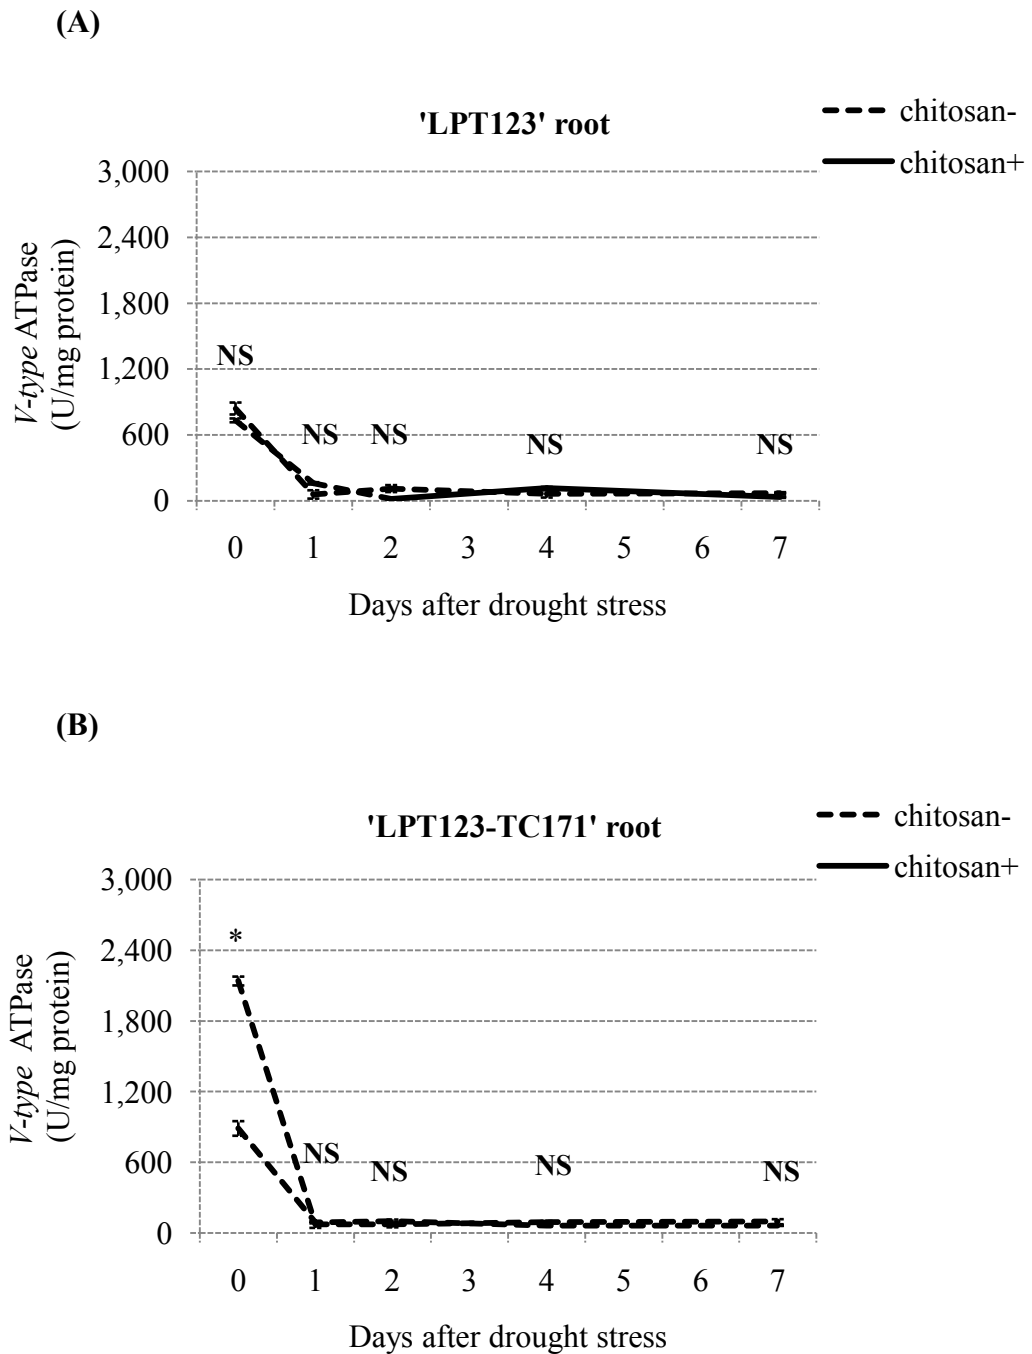 (A)
'LPT123' root
chitosan-
chitosan+
V-type ATPase
(U/mg protein)
3,000
2,400
1,800
1,200
600
0
NS
NS
NS
NS
NS
0 1 2 3 4 5 6 7
Days after drought stress
(B)
'LPT123-TC171' root
chitosan-
chitosan+
V-type ATPase
(U/mg protein)
3,000
2,400
1,800
1,200
600
0
*
NS
NS
NS
NS
0 1 2 3 4 5 6 7
Days after drought stress